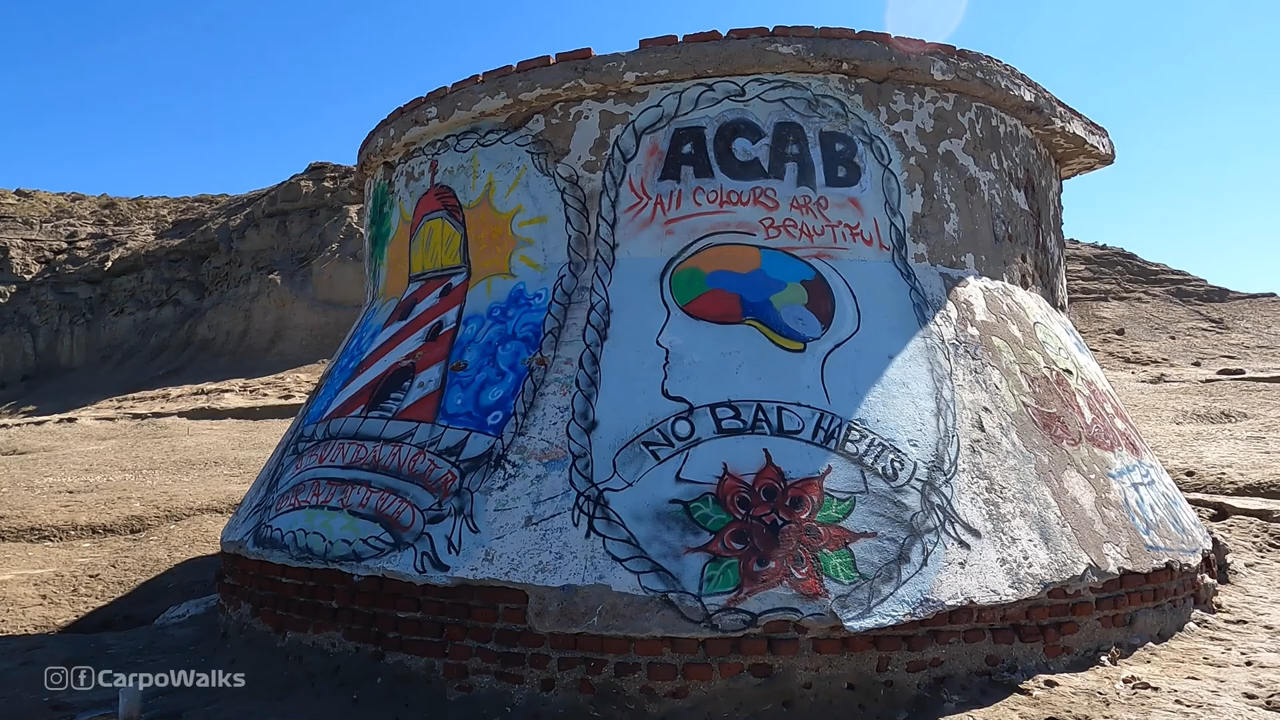 ACAB
All COLOURS ARE
BEAUTIFUL
NO BAD HABITS!
ABUNDANCIA
GRATITUD
CarpoWalks